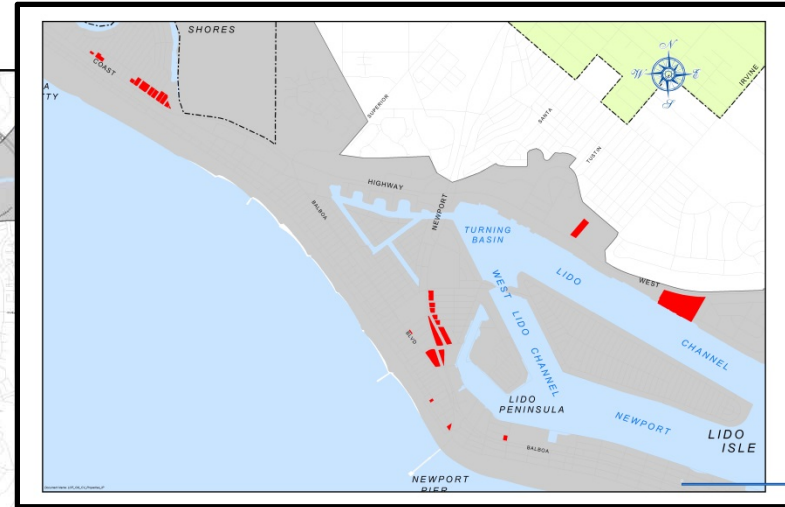 SHORES
COAST
A
TTY
SUPERIOR
SANTA
TUSTIN
IRVINE
N
W
E
S
HIGHWAY
BALBOA
NEWPORT
TURNING
BASIN
LIDO
WEST
WEST LIDO CHANNEL
CHANNEL
BLVD
LIDO
PENINSULA
NEWPORT
LIDO
ISLE
BALBOA
NEWPORT
PIER